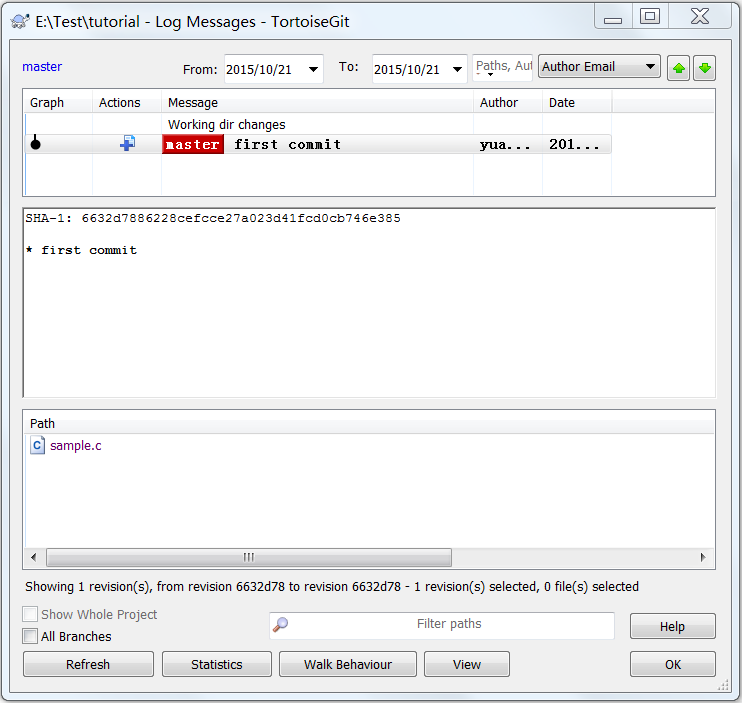 E:\Test\tutorial - Log Messages - TortoiseGit
master From: 2015/10/21 To: 2015/10/21 Paths, Aut Author Email
Graph Actions Message Author Date
Working dir changes
master first commit yua... 201...
SHA-1: 6632d7886228cefcce27a023d41fcd0cb746e385
* first commit
Path
C sample.c
Showing 1 revision(s), from revision 6632d78 to revision 6632d78 - 1 revision(s) selected, 0 file(s) selected
Show Whole Project
All Branches
Filter paths
Help
Refresh Statistics Walk Behaviour View OK